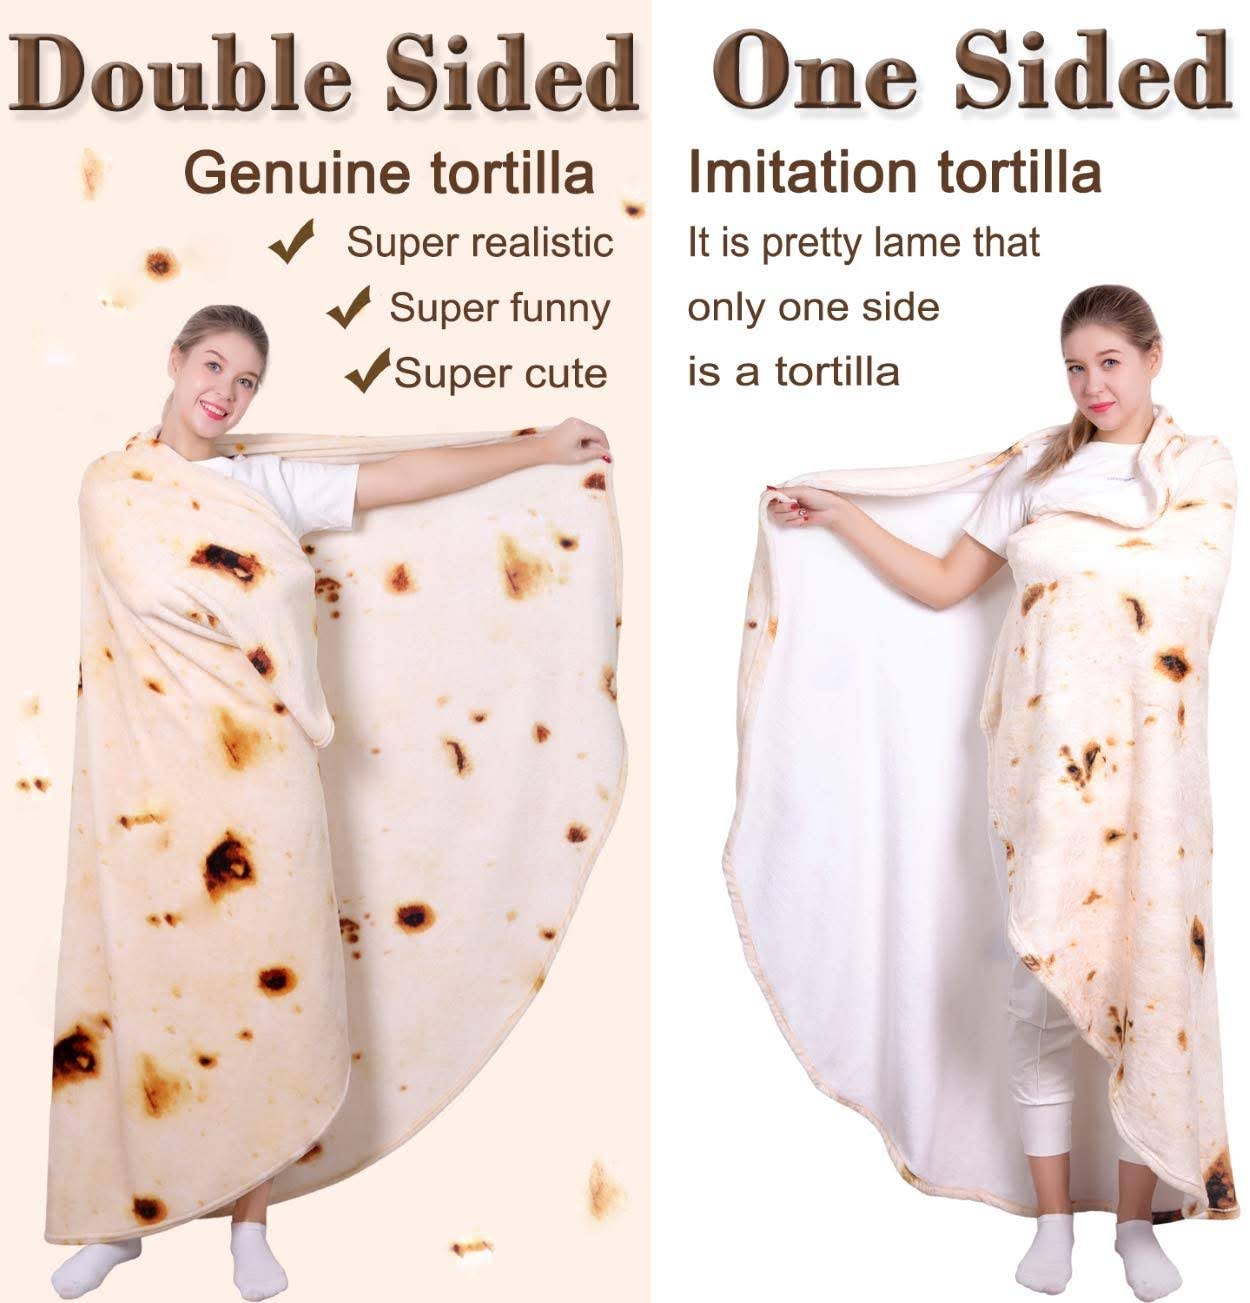 Double Sided
Genuine tortilla
Super realistic
Super funny
Super cute
One Sided
Imitation tortilla
It is pretty lame that
only one side
is a tortilla